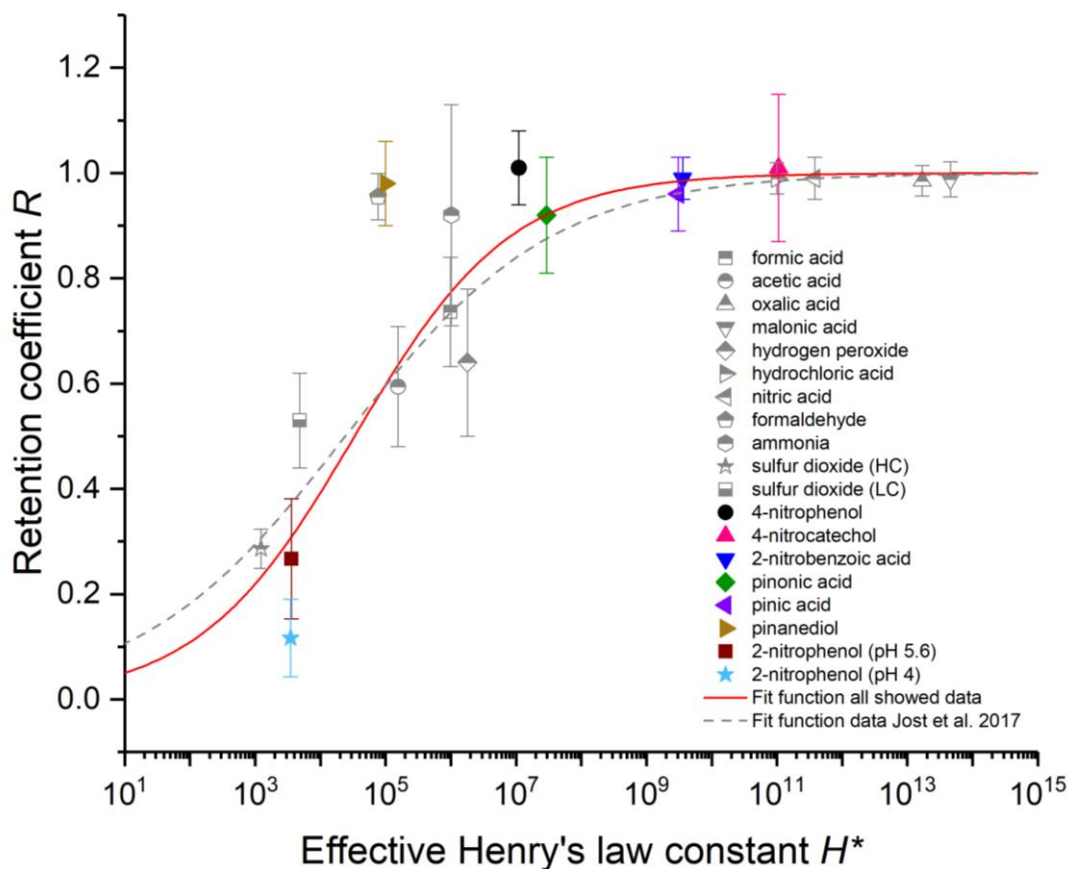 Retention coefficient R
1.2
1.0
0.8
0.6
0.4
0.2
0.0
formic acid
acetic acid
oxalic acid
malonic acid
hydrogen peroxide
hydrochloric acid
nitric acid
formaldehyde
ammonia
sulfur dioxide (HC)
sulfur dioxide (LC)
4-nitrophenol
4-nitrocatechol
2-nitrobenzoic acid
pinonic acid
pinic acid
pinanediol
2-nitrophenol (pH 5.6)
2-nitrophenol (pH 4)
Fit function all showed data
Fit function data Jost et al. 2017
10¹ 10³ 10⁵ 10⁷ 10⁹ 10¹¹ 10¹³ 10¹⁵
Effective Henry's law constant H*